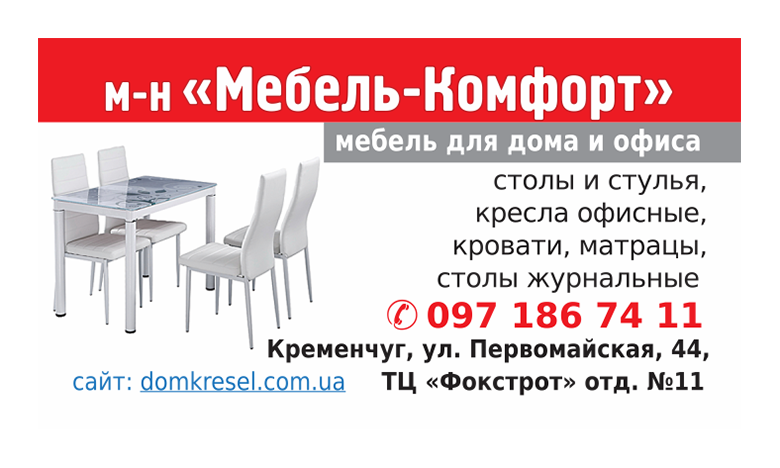 м-н «Мебель-Комфорт»
мебель для дома и офиса
столы и стулья,
кресла офисные,
кровати, матрацы,
столы журнальные
✆ 097 186 74 11
Кременчуг, ул. Первомайская, 44,
сайт: domkresel.com.ua ТЦ «Фокстрот» отд. №11